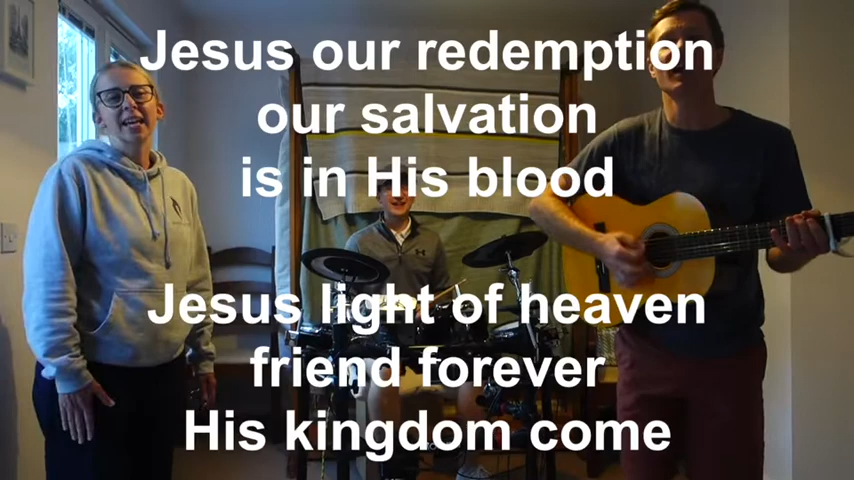 Jesus our redemption
our salvation
is in His blood
Jesus light of heaven
friend forever
His kingdom come